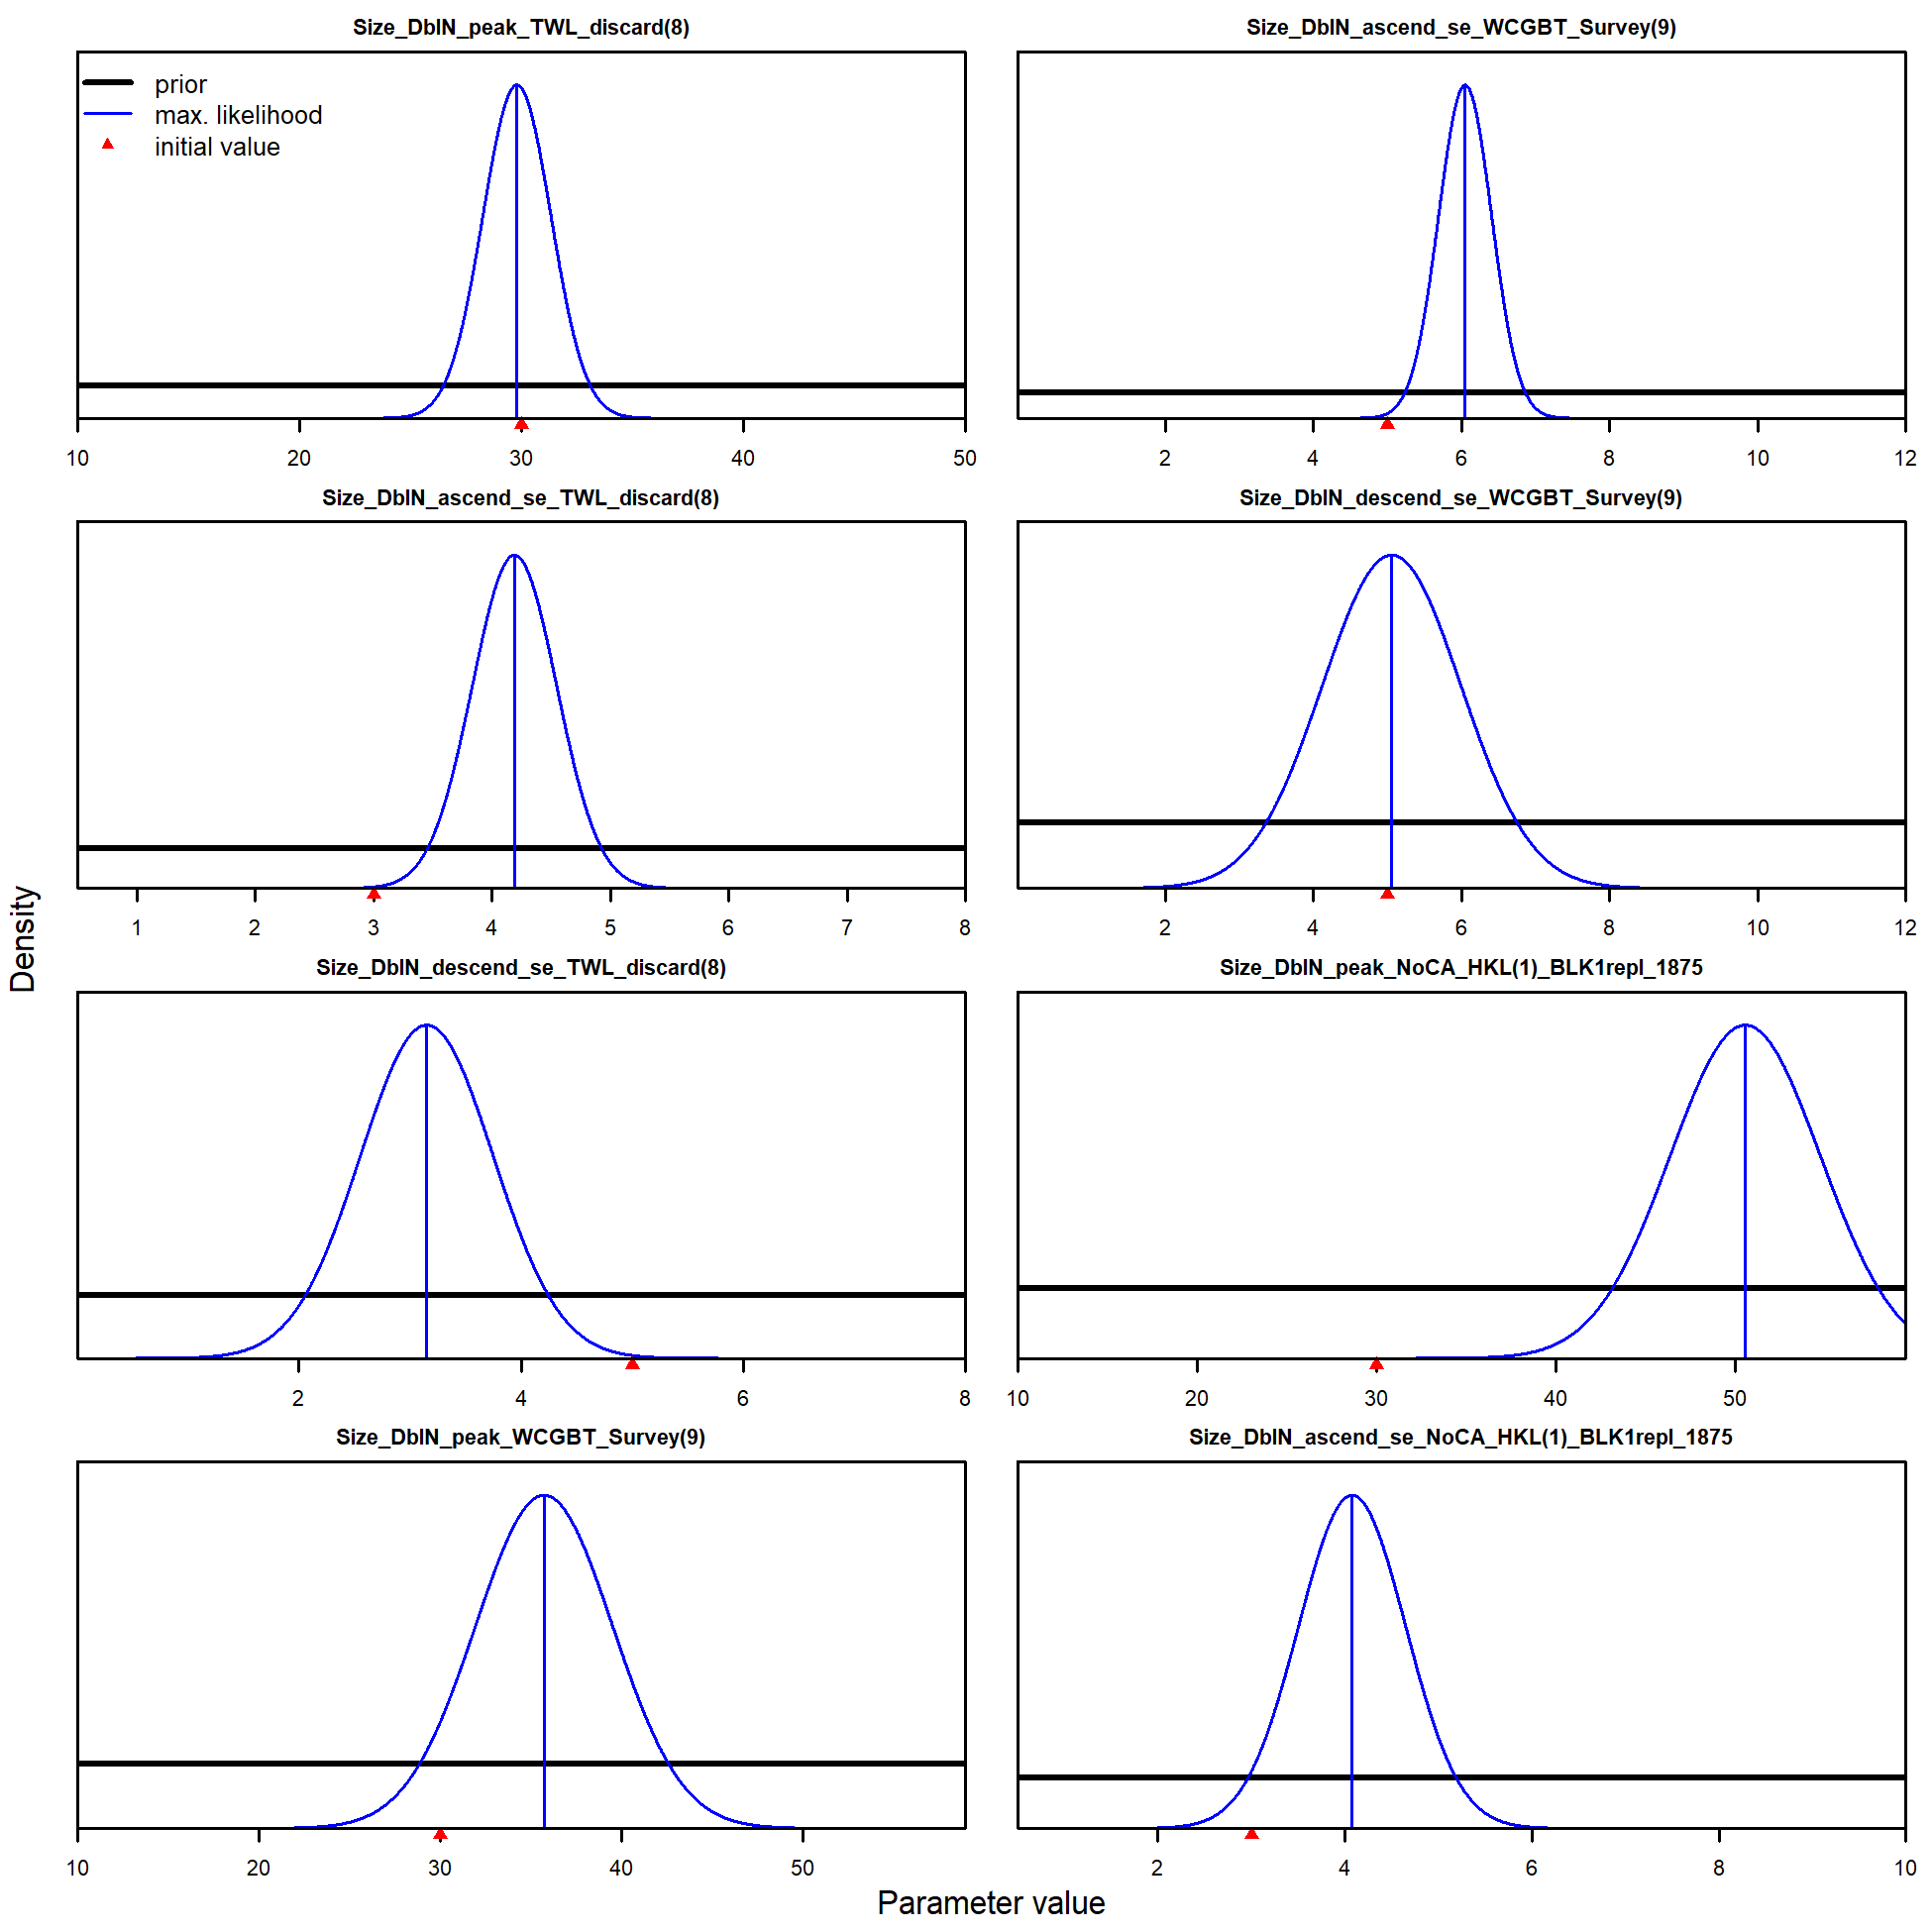 Size_DblN_peak_TWL_discard(8)
prior
max. likelihood
initial value
10 20 30 40 50
Size_DblN_ascend_se_WCGBT_Survey(9)
2 4 6 8 10 12
Size_DblN_ascend_se_TWL_discard(8)
1 2 3 4 5 6 7 8
Size_DblN_descend_se_WCGBT_Survey(9)
2 4 6 8 10 12
Size_DblN_descend_se_TWL_discard(8)
2 4 6 8
Size_DblN_peak_NoCA_HKL(1)_BLK1repl_1875
10 20 30 40 50
Size_DblN_peak_WCGBT_Survey(9)
10 20 30 40 50
Size_DblN_ascend_se_NoCA_HKL(1)_BLK1repl_1875
2 4 6 8 10
Density
Parameter value